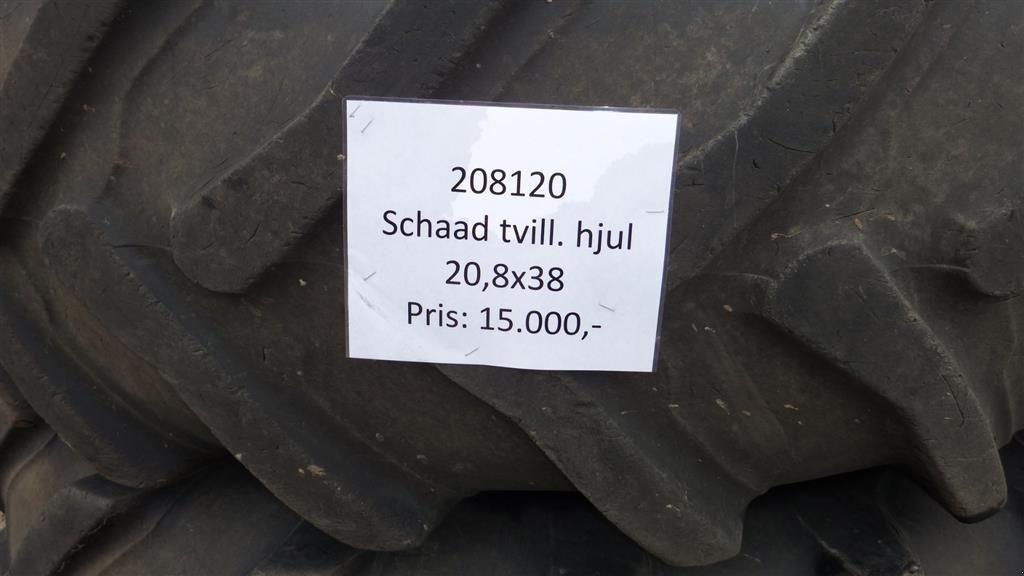 208120
Schaad tvill. hjul
20,8x38
Pris: 15.000,-